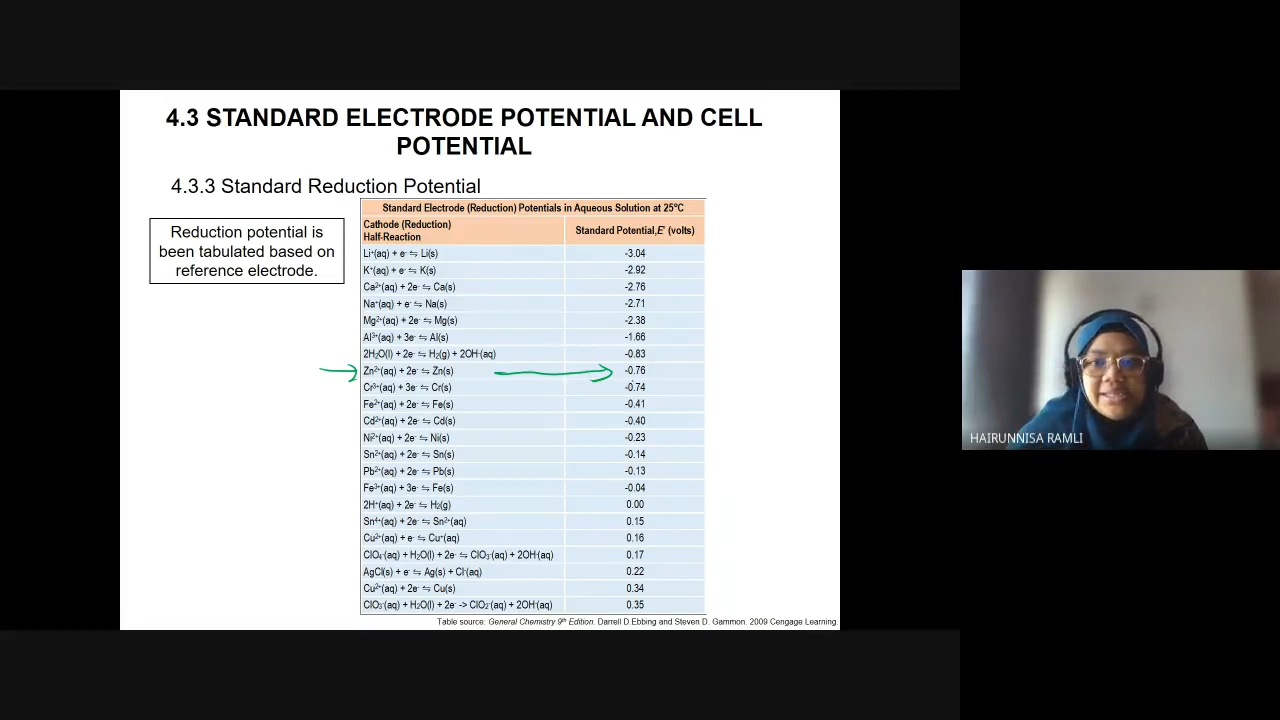 4.3 STANDARD ELECTRODE POTENTIAL AND CELL
POTENTIAL
4.3.3 Standard Reduction Potential
Reduction potential is
been tabulated based on
reference electrode.
Standard Electrode (Reduction) Potentials in Aqueous Solution at 25°C
Cathode (Reduction)
Half-Reaction
Standard Potential,E° (volts)
Li⁺(aq) + e⁻ ⇋ Li(s) -3.04
K⁺(aq) + e⁻ ⇋ K(s) -2.92
Ca²⁺(aq) + 2e⁻ ⇋ Ca(s) -2.76
Na⁺(aq) + e⁻ ⇋ Na(s) -2.71
Mg²⁺(aq) + 2e⁻ ⇋ Mg(s) -2.38
Al³⁺(aq) + 3e⁻ ⇋ Al(s) -1.66
2H₂O(l) + 2e⁻ ⇋ H₂(g) + 2OH⁻(aq) -0.83
Zn²⁺(aq) + 2e⁻ ⇋ Zn(s) -0.76
Cr³⁺(aq) + 3e⁻ ⇋ Cr(s) -0.74
Fe²⁺(aq) + 2e⁻ ⇋ Fe(s) -0.41
Cd²⁺(aq) + 2e⁻ ⇋ Cd(s) -0.40
Ni²⁺(aq) + 2e⁻ ⇋ Ni(s) -0.23
Sn²⁺(aq) + 2e⁻ ⇋ Sn(s) -0.14
Pb²⁺(aq) + 2e⁻ ⇋ Pb(s) -0.13
Fe³⁺(aq) + 3e⁻ ⇋ Fe(s) -0.04
2H⁺(aq) + 2e⁻ ⇋ H₂(g) 0.00
Sn⁴⁺(aq) + 2e⁻ ⇋ Sn²⁺(aq) 0.15
Cu²⁺(aq) + e⁻ ⇋ Cu⁺(aq) 0.16
ClO₄⁻(aq) + H₂O(l) + 2e⁻ ⇋ ClO₃⁻(aq) + 2OH⁻(aq) 0.17
AgCl(s) + e⁻ ⇋ Ag(s) + Cl⁻(aq) 0.22
Cu²⁺(aq) + 2e⁻ ⇋ Cu(s) 0.34
ClO₃⁻(aq) + H₂O(l) + 2e⁻ -> ClO₂⁻(aq) + 2OH⁻(aq) 0.35
Table source: General Chemistry 9th Edition. Darrell D.Ebbing and Steven D. Gammon. 2009 Cengage Learning.
HAIRUNNISA RAMLI